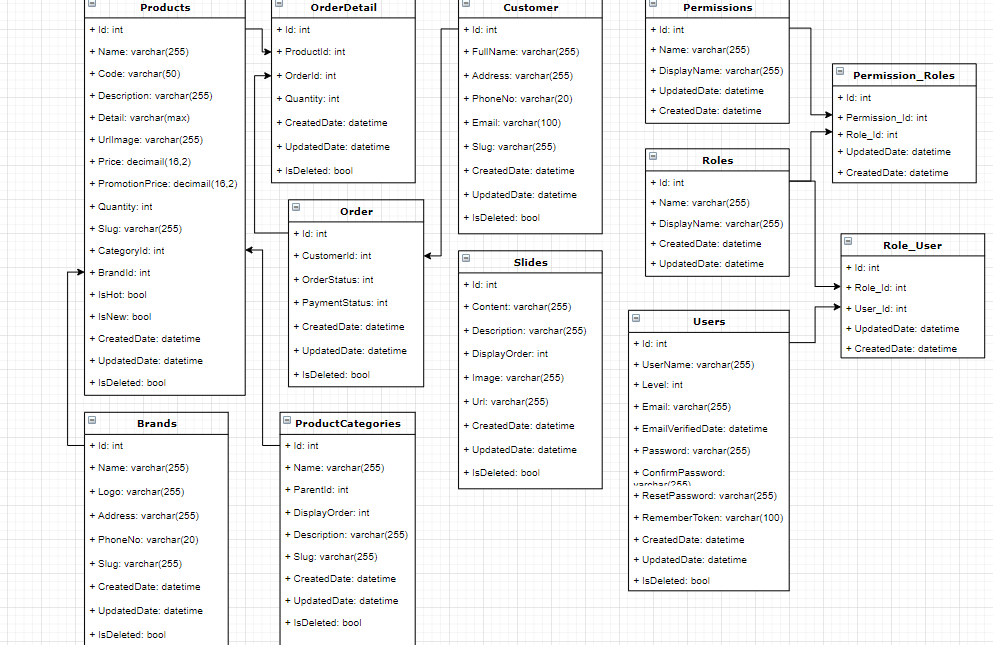 Products
+ Id: int
+ Name: varchar(255)
+ Code: varchar(50)
+ Description: varchar(255)
+ Detail: varchar(max)
+ UrlImage: varchar(255)
+ Price: decimail(16,2)
+ PromotionPrice: decimail(16,2)
+ Quantity: int
+ Slug: varchar(255)
+ CategoryId: int
+ BrandId: int
+ IsHot: bool
+ IsNew: bool
+ CreatedDate: datetime
+ UpdatedDate: datetime
+ IsDeleted: bool
OrderDetail
+ Id: int
+ ProductId: int
+ OrderId: int
+ Quantity: int
+ CreatedDate: datetime
+ UpdatedDate: datetime
+ IsDeleted: bool
Order
+ Id: int
+ CustomerId: int
+ OrderStatus: int
+ PaymentStatus: int
+ CreatedDate: datetime
+ UpdatedDate: datetime
+ IsDeleted: bool
Customer
+ Id: int
+ FullName: varchar(255)
+ Address: varchar(255)
+ PhoneNo: varchar(20)
+ Email: varchar(100)
+ Slug: varchar(255)
+ CreatedDate: datetime
+ UpdatedDate: datetime
+ IsDeleted: bool
Slides
+ Id: int
+ Content: varchar(255)
+ Description: varchar(255)
+ DisplayOrder: int
+ Image: varchar(255)
+ Url: varchar(255)
+ CreatedDate: datetime
+ UpdatedDate: datetime
+ IsDeleted: bool
Permissions
+ Id: int
+ Name: varchar(255)
+ DisplayName: varchar(255)
+ UpdatedDate: datetime
+ CreatedDate: datetime
Permission_Roles
+ Id: int
+ Permission_Id: int
+ Role_Id: int
+ UpdatedDate: datetime
+ CreatedDate: datetime
Roles
+ Id: int
+ Name: varchar(255)
+ DisplayName: varchar(255)
+ CreatedDate: datetime
+ UpdatedDate: datetime
Role_User
+ Id: int
+ Role_Id: int
+ User_Id: int
+ UpdatedDate: datetime
+ CreatedDate: datetime
Users
+ Id: int
+ UserName: varchar(255)
+ Level: int
+ Email: varchar(255)
+ EmailVerifiedDate: datetime
+ Password: varchar(255)
+ ConfirmPassword:
varchar(255)
+ ResetPassword: varchar(255)
+ RememberToken: varchar(100)
+ CreatedDate: datetime
+ UpdatedDate: datetime
+ IsDeleted: bool
Brands
+ Id: int
+ Name: varchar(255)
+ Logo: varchar(255)
+ Address: varchar(255)
+ PhoneNo: varchar(20)
+ Slug: varchar(255)
+ CreatedDate: datetime
+ UpdatedDate: datetime
+ IsDeleted: bool
ProductCategories
+ Id: int
+ Name: varchar(255)
+ ParentId: int
+ DisplayOrder: int
+ Description: varchar(255)
+ Slug: varchar(255)
+ CreatedDate: datetime
+ UpdatedDate: datetime
+ IsDeleted: bool